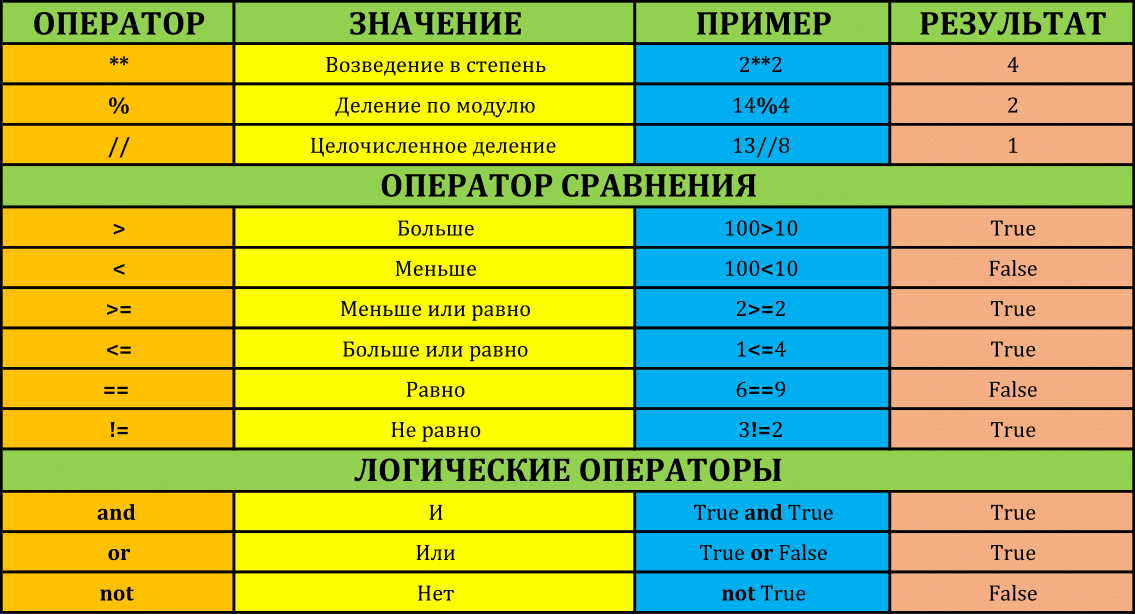 ОПЕРАТОР ЗНАЧЕНИЕ ПРИМЕР РЕЗУЛЬТАТ
** Возведение в степень 2**2 4
% Деление по модулю 14%4 2
// Целочисленное деление 13//8 1
ОПЕРАТОР СРАВНЕНИЯ
> Больше 100>10 True
< Меньше 100<10 False
>= Меньше или равно 2>=2 True
<= Больше или равно 1<=4 True
== Равно 6==9 False
!= Не равно 3!=2 True
ЛОГИЧЕСКИЕ ОПЕРАТОРЫ
and И True and True True
or Или True or False True
not Нет not True False